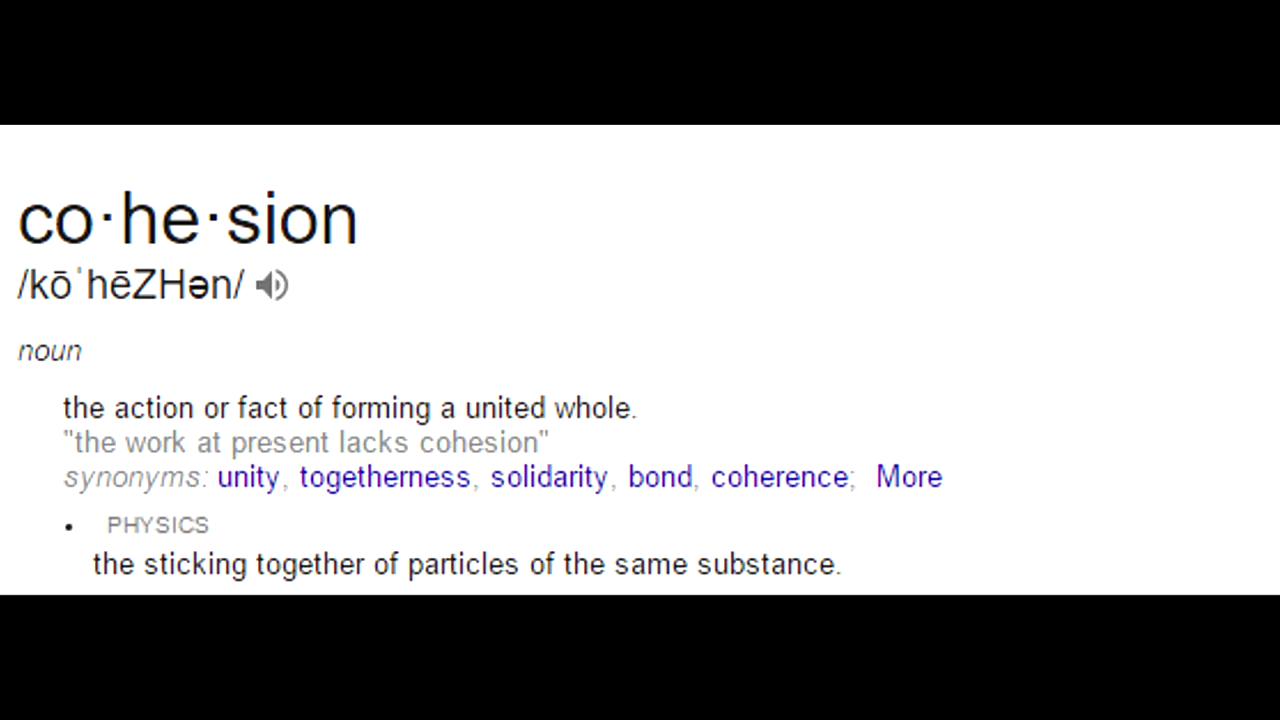 co·he·sion
/kōˈhēZHən/
noun
the action or fact of forming a united whole.
"the work at present lacks cohesion"
synonyms: unity, togetherness, solidarity, bond, coherence; More
• PHYSICS
the sticking together of particles of the same substance.